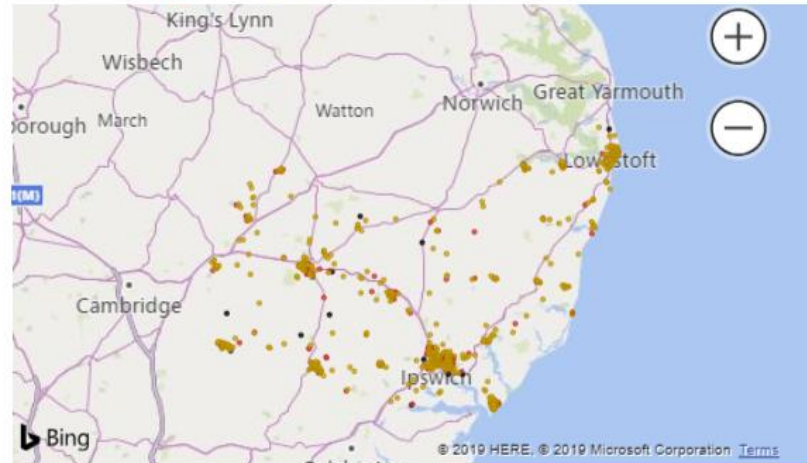 King's Lynn
Wisbech
March
Watton
Norwich
Great Yarmouth
orough
Lowestoft
1(M)
Cambridge
Ipswich
Bing
© 2019 HERE, © 2019 Microsoft Corporation Terms